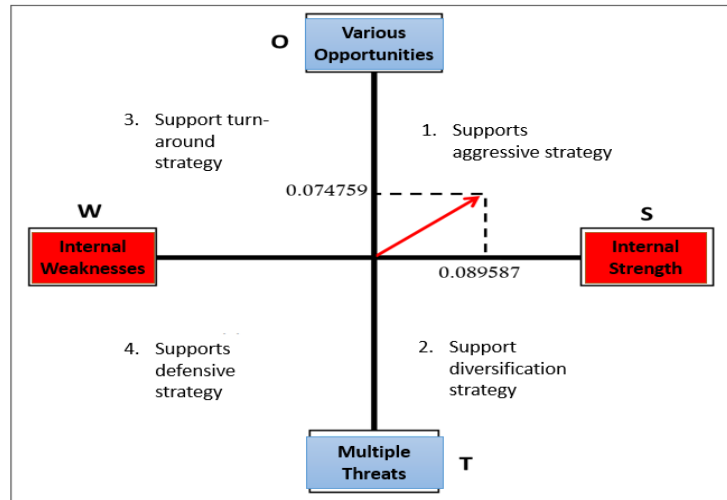 O
Various
Opportunities
3. Support turn-
around
strategy
1. Supports
aggressive strategy
0.074759
W
Internal
Weaknesses
S
Internal
Strength
0.089587
4. Supports
defensive
strategy
2. Support
diversification
strategy
Multiple
Threats
T